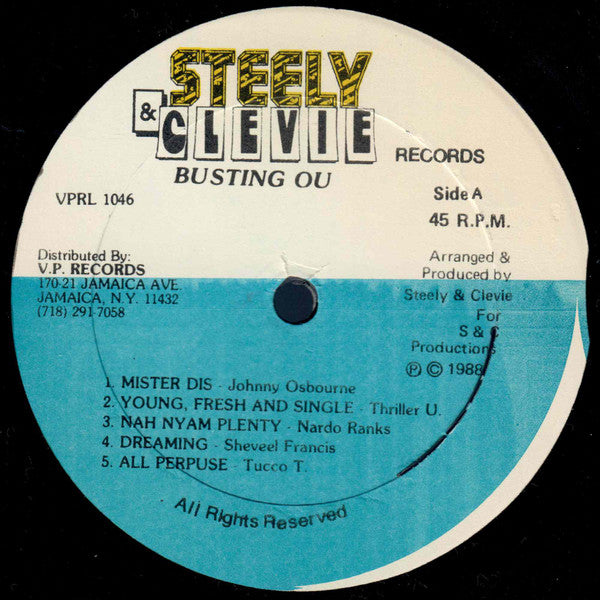 STEELY
& CLEVIE
RECORDS
BUSTING OU
VPRL 1046
Side A
45 R.P.M.
Distributed By:
V.P. RECORDS
170-21 JAMAICA AVE
JAMAICA, N.Y. 11432
(718) 291-7058
Arranged &
Produced by
Steely & Clevie
For
S & C
Productions
℗ © 1988
1. MISTER DIS - Johnny Osbourne
2. YOUNG, FRESH AND SINGLE - Thriller U.
3. NAH NYAM PLENTY - Nardo Ranks
4. DREAMING - Sheveel Francis
5. ALL PERPUSE - Tucco T.
All Rights Reserved